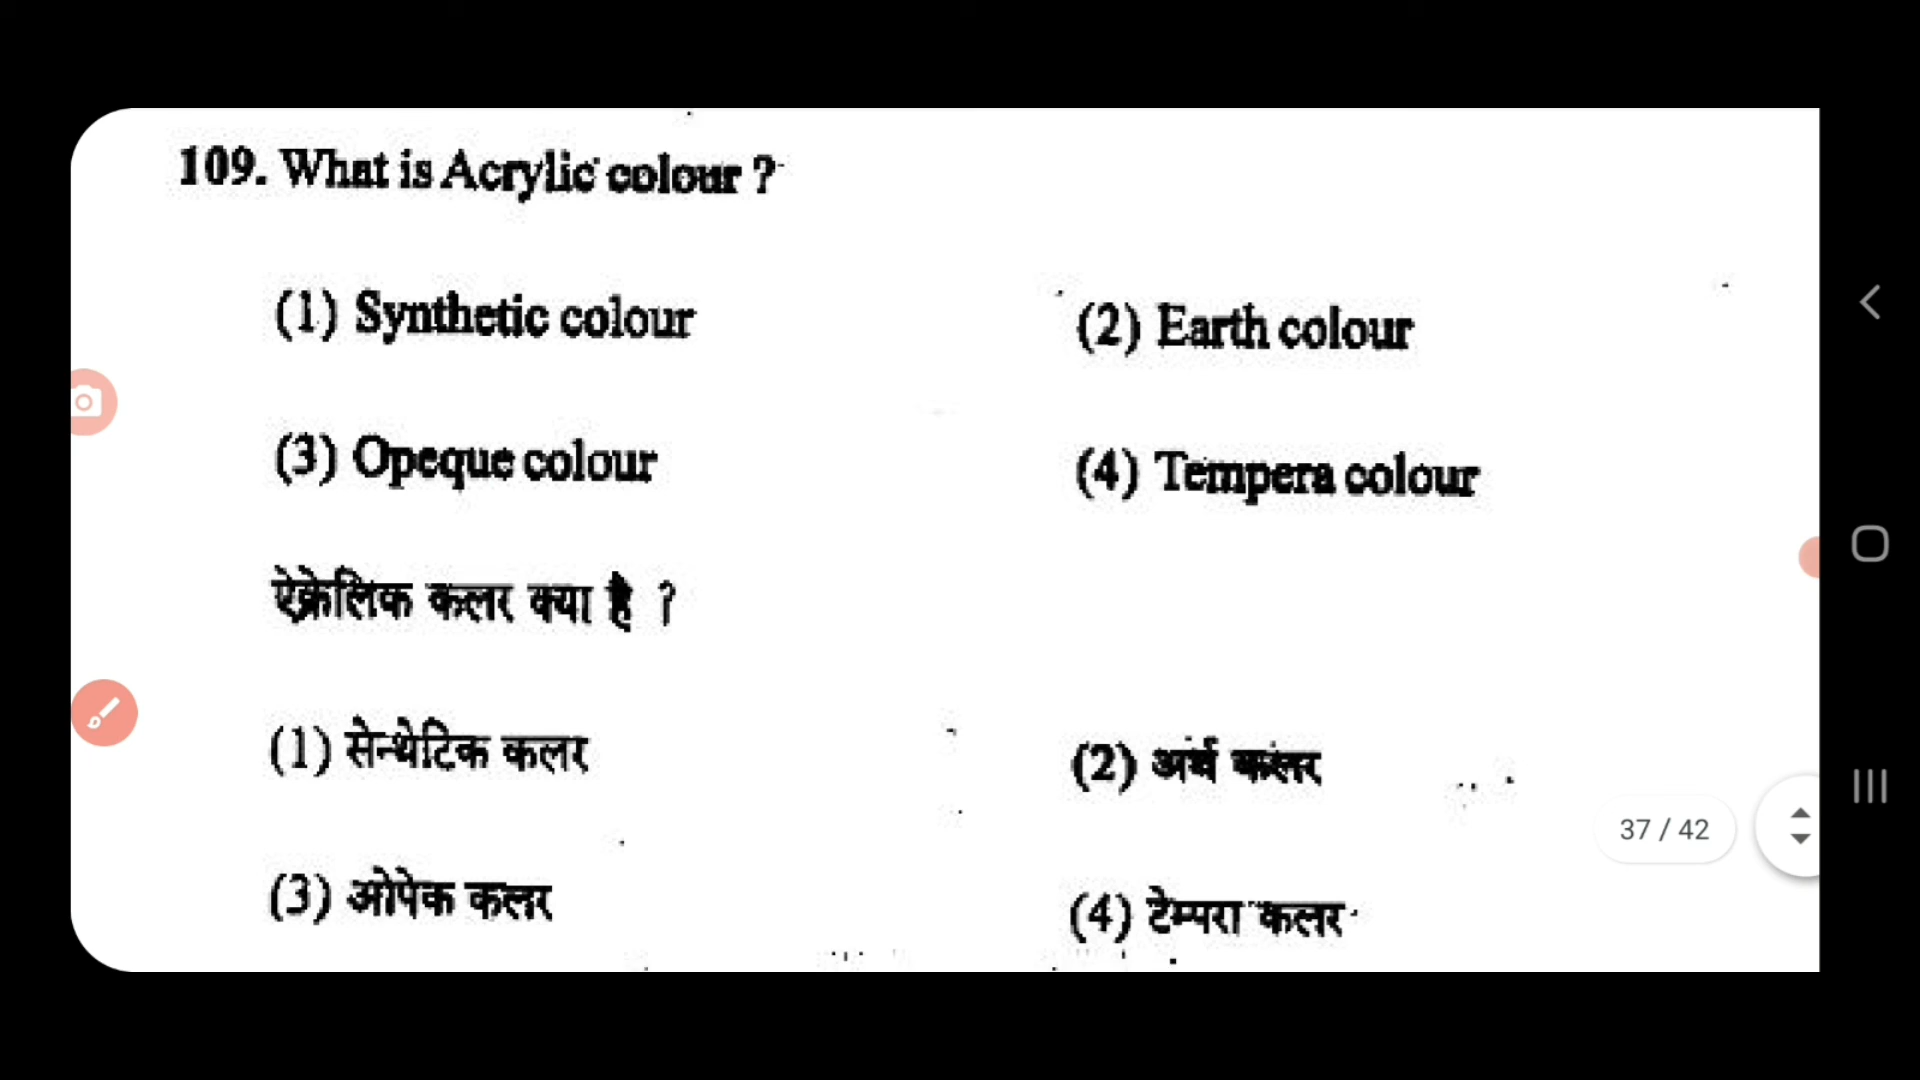 109. What is Acrylic colour ?
(1) Synthetic colour
(2) Earth colour
(3) Opeque colour
(4) Tempera colour
ऐक्रेलिक कलर क्या है ?
(1) सेन्थेटिक कलर
(2) अर्थ कलर
(3) ओपेक कलर
(4) टेम्परा कलर
37 / 42